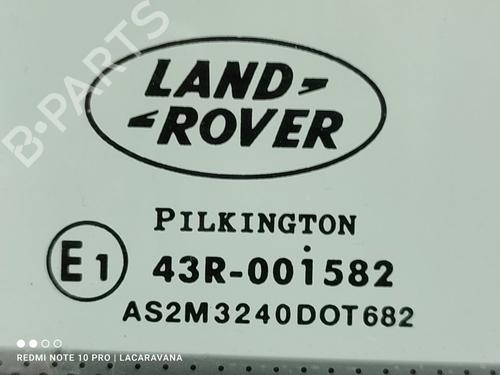 LAND
ROVER
B-PARTS
PILKINGTON
E1 43R-001582
AS2M3240DOT682
REDMI NOTE 10 PRO | LACARAVANA